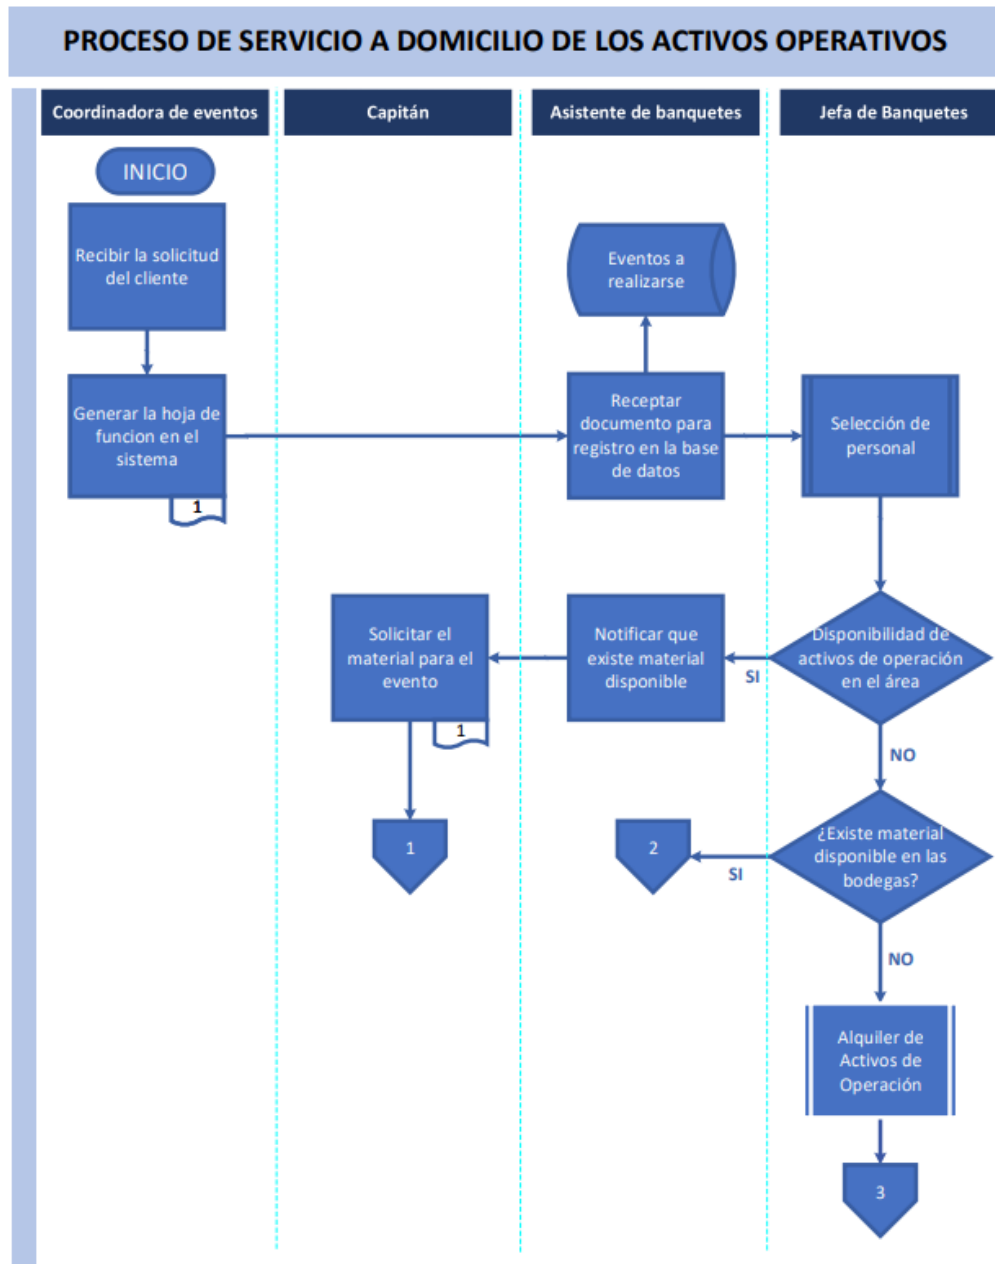 PROCESO DE SERVICIO A DOMICILIO DE LOS ACTIVOS OPERATIVOS
Coordinadora de eventos
Capitán
Asistente de banquetes
Jefa de Banquetes
INICIO
Recibir la solicitud
del cliente
Eventos a
realizarse
Generar la hoja de
funcion en el
sistema
1
Receptar
documento para
registro en la base
de datos
Selección de
personal
Solicitar el
material para el
evento
1
Notificar que
existe material
disponible
SI
Disponibilidad de
activos de operación
en el área
NO
1
2
SI
¿Existe material
disponible en las
bodegas?
NO
Alquiler de
Activos de
Operación
3